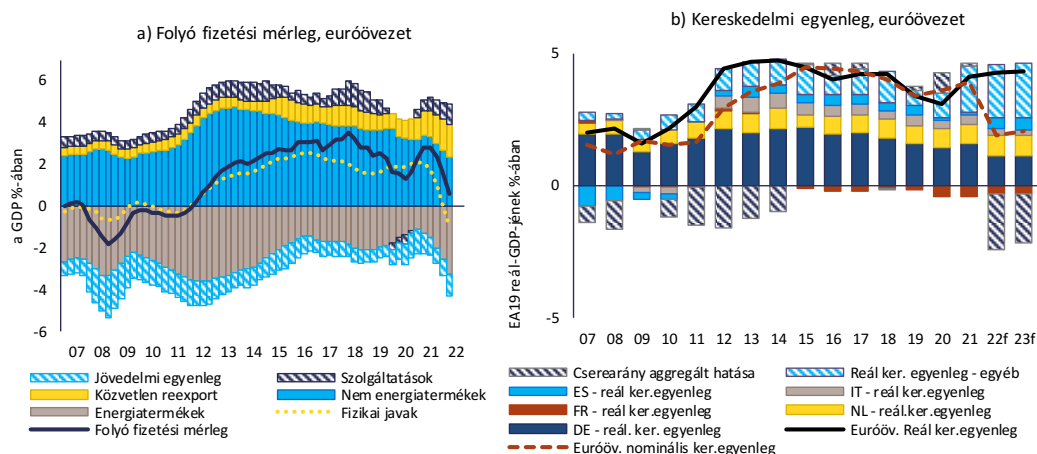 a) Folyó fizetési mérleg, euróövezet
a GDP %-ában
6
4
2
0
-2
-4
-6
07 08 09 10 11 12 13 14 15 16 17 18 19 20 21 22
Jövedelmi egyenleg
Szolgáltatások
Közvetlen reexport
Nem energiatermékek
Energiatermékek
Fizikai javak
Folyó fizetési mérleg
b) Kereskedelmi egyenleg, euróövezet
EA19 reál-GDP-jének %-ában
5
0
-5
07 08 09 10 11 12 13 14 15 16 17 18 19 20 21 22f 23f
Cserearány aggregált hatása
Reál ker. egyenleg - egyéb
ES - reál ker.egyenleg
IT - reál ker.egyenleg
FR - reál ker.egyenleg
NL - reál.ker.egyenleg
DE - reál. ker. egyenleg
Euróöv. Reál ker.egyenleg
Euróöv. nominális ker.egyenleg